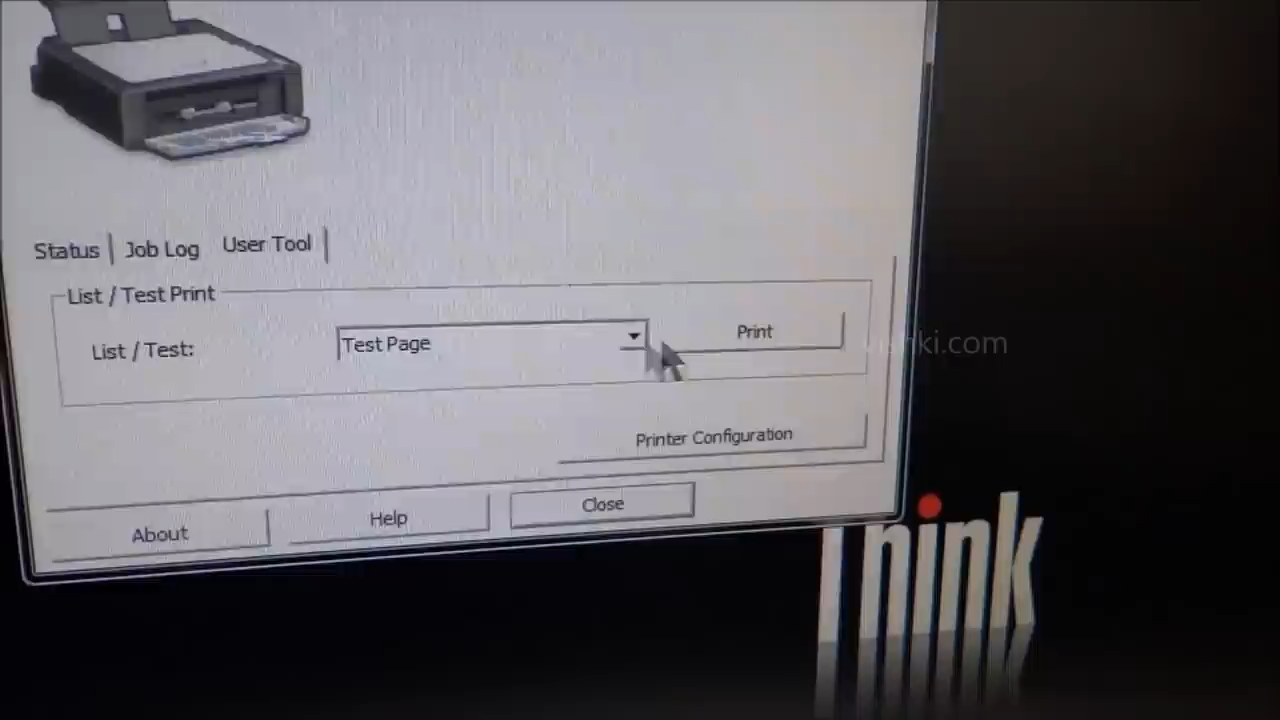 Status
Job Log
User Tool
List / Test Print
List / Test:
Test Page
Print
Printer Configuration
About
Help
Close
Think